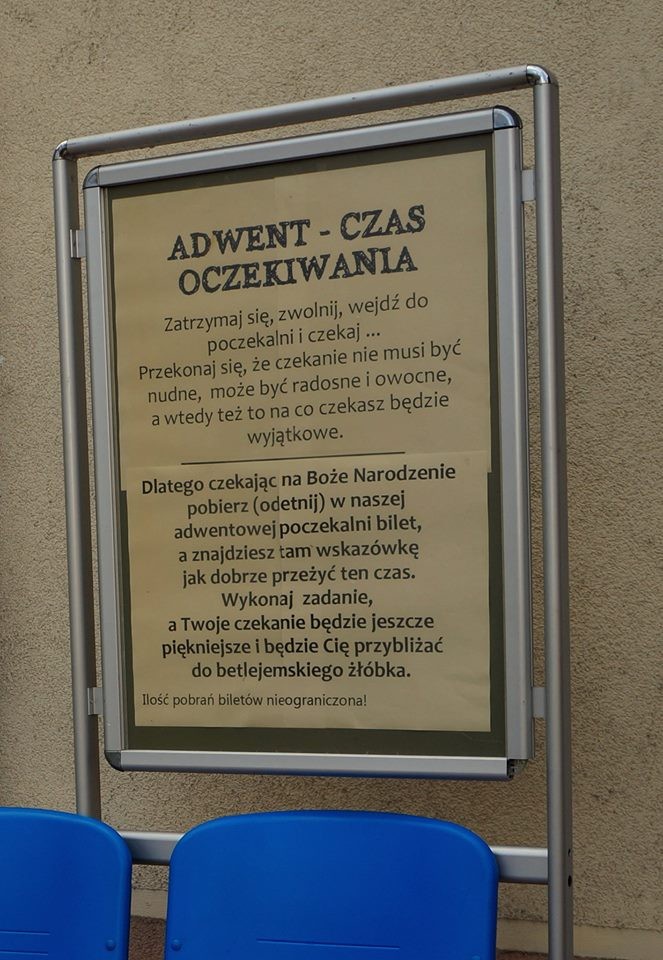 ADWENT - CZAS
OCZEKIWANIA
Zatrzymaj się, zwolnij, wejdź do
poczekalni i czekaj ...
Przekonaj się, że czekanie nie musi być
nudne, może być radosne i owocne,
a wtedy też to na co czekasz będzie
wyjątkowe.
Dlatego czekając na Boże Narodzenie
pobierz (odetnij) w naszej
adwentowej poczekalni bilet,
a znajdziesz tam wskazówkę
jak dobrze przeżyć ten czas.
Wykonaj zadanie,
a Twoje czekanie będzie jeszcze
piękniejsze i będzie Cię przybliżać
do betlejemskiego żłóbka.
Ilość pobrań biletów nieograniczona!